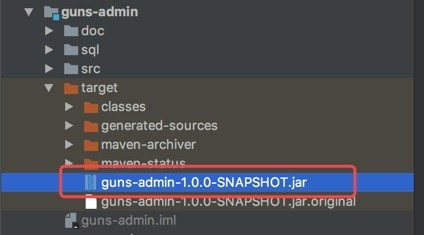 guns-admin
doc
sql
src
target
classes
generated-sources
maven-archiver
maven-status
guns-admin-1.0.0-SNAPSHOT.jar
guns-admin-1.0.0-SNAPSHOT.jar.original
guns-admin.iml